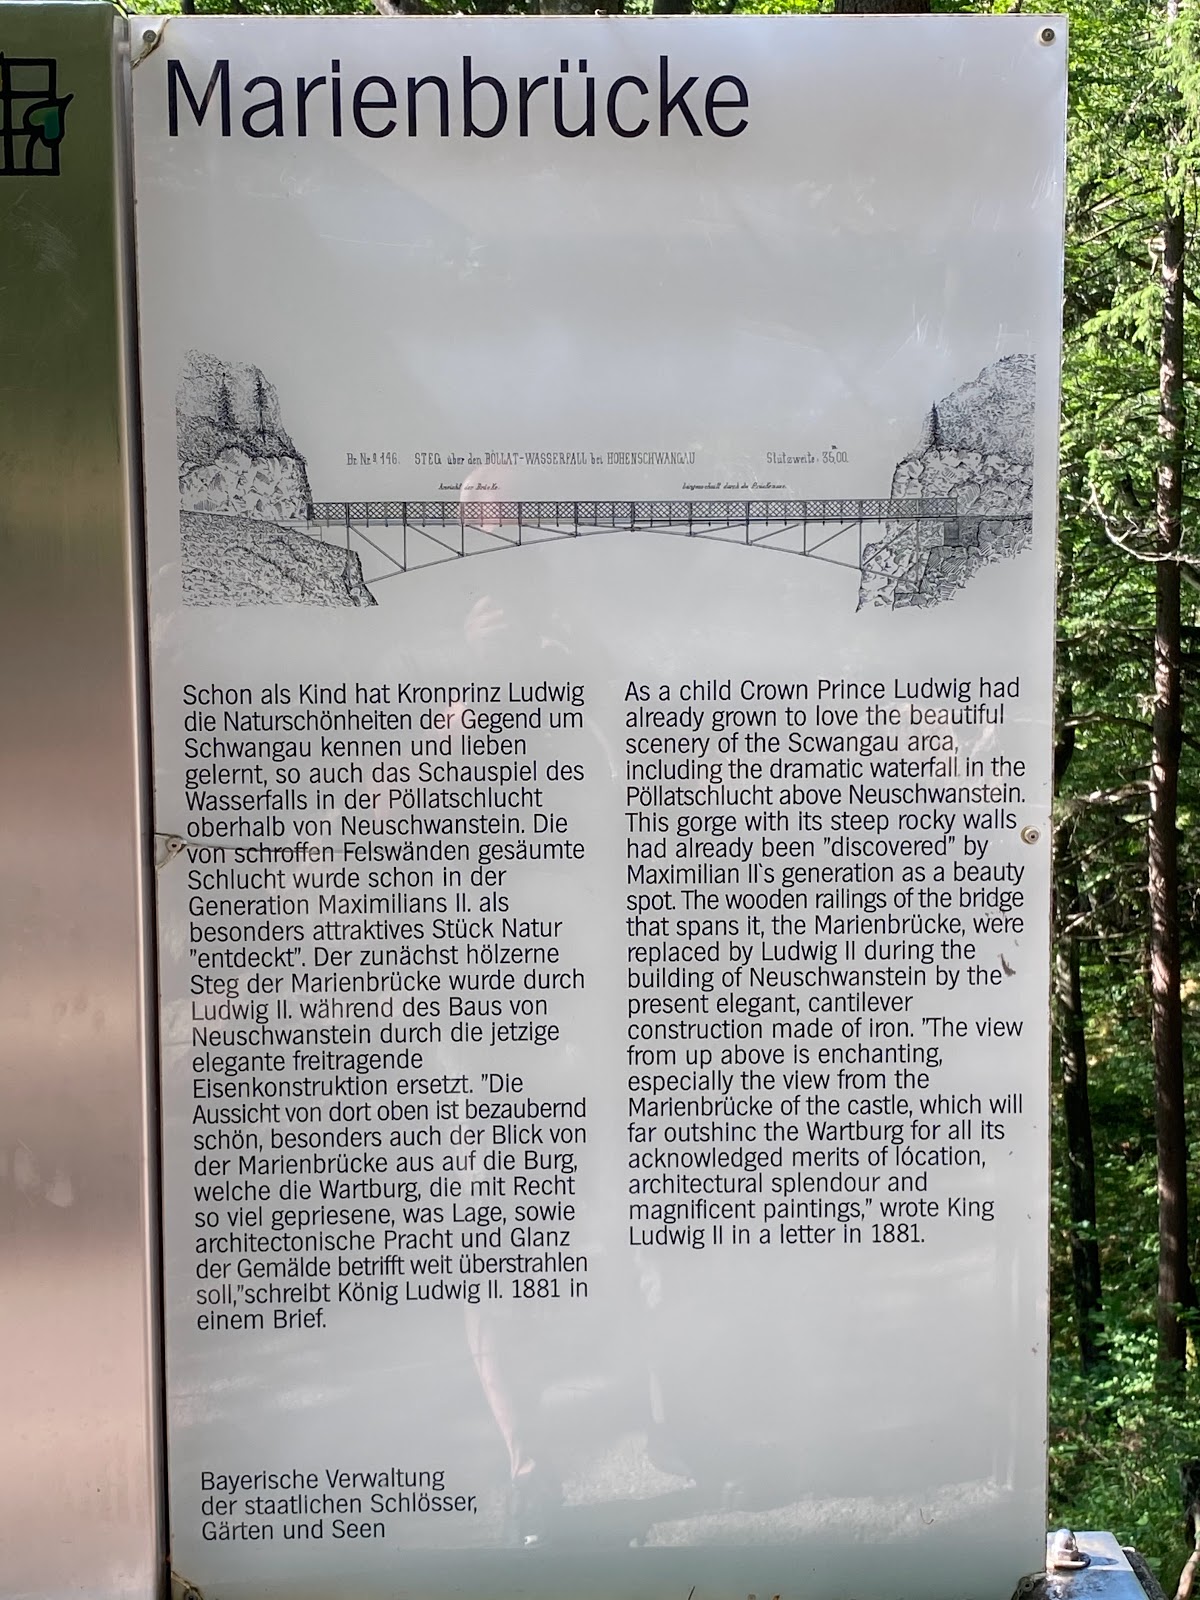 Marienbrücke
Br. Nr. 8. 146. STEG über den PÖLLAT-WASSERFALL bei HOHENSCHWANGAU Stützweite: 35,00.
Ansicht der Brücke.
Schon als Kind hat Kronprinz Ludwig
die Naturschönheiten der Gegend um
Schwangau kennen und lieben
gelernt, so auch das Schauspiel des
Wasserfalls in der Pöllatschlucht
oberhalb von Neuschwanstein. Die
von schroffen Felswänden gesäumte
Schlucht wurde schon in der
Generation Maximilians II. als
besonders attraktives Stück Natur
"entdeckt". Der zunächst hölzerne
Steg der Marienbrücke wurde durch
Ludwig II. während des Baus von
Neuschwanstein durch die jetzige
elegante freitragende
Eisenkonstruktion ersetzt. "Die
Aussicht von dort oben ist bezaubernd
schön, besonders auch der Blick von
der Marienbrücke aus auf die Burg,
welche die Wartburg, die mit Recht
so viel gepriesene, was Lage, sowie
architectonische Pracht und Glanz
der Gemälde betrifft weit überstrahlen
soll,"schreibt König Ludwig II. 1881 in
einem Brief.
As a child Crown Prince Ludwig had
already grown to love the beautiful
scenery of the Scwangau area,
including the dramatic waterfall in the
Pöllatschlucht above Neuschwanstein.
This gorge with its steep rocky walls
had already been "discovered" by
Maximilian II`s generation as a beauty
spot. The wooden railings of the bridge
that spans it, the Marienbrücke, were
replaced by Ludwig II during the
building of Neuschwanstein by the
present elegant, cantilever
construction made of iron. "The view
from up above is enchanting,
especially the view from the
Marienbrücke of the castle, which will
far outshine the Wartburg for all its
acknowledged merits of location,
architectural splendour and
magnificent paintings," wrote King
Ludwig II in a letter in 1881.
Bayerische Verwaltung
der staatlichen Schlösser,
Gärten und Seen